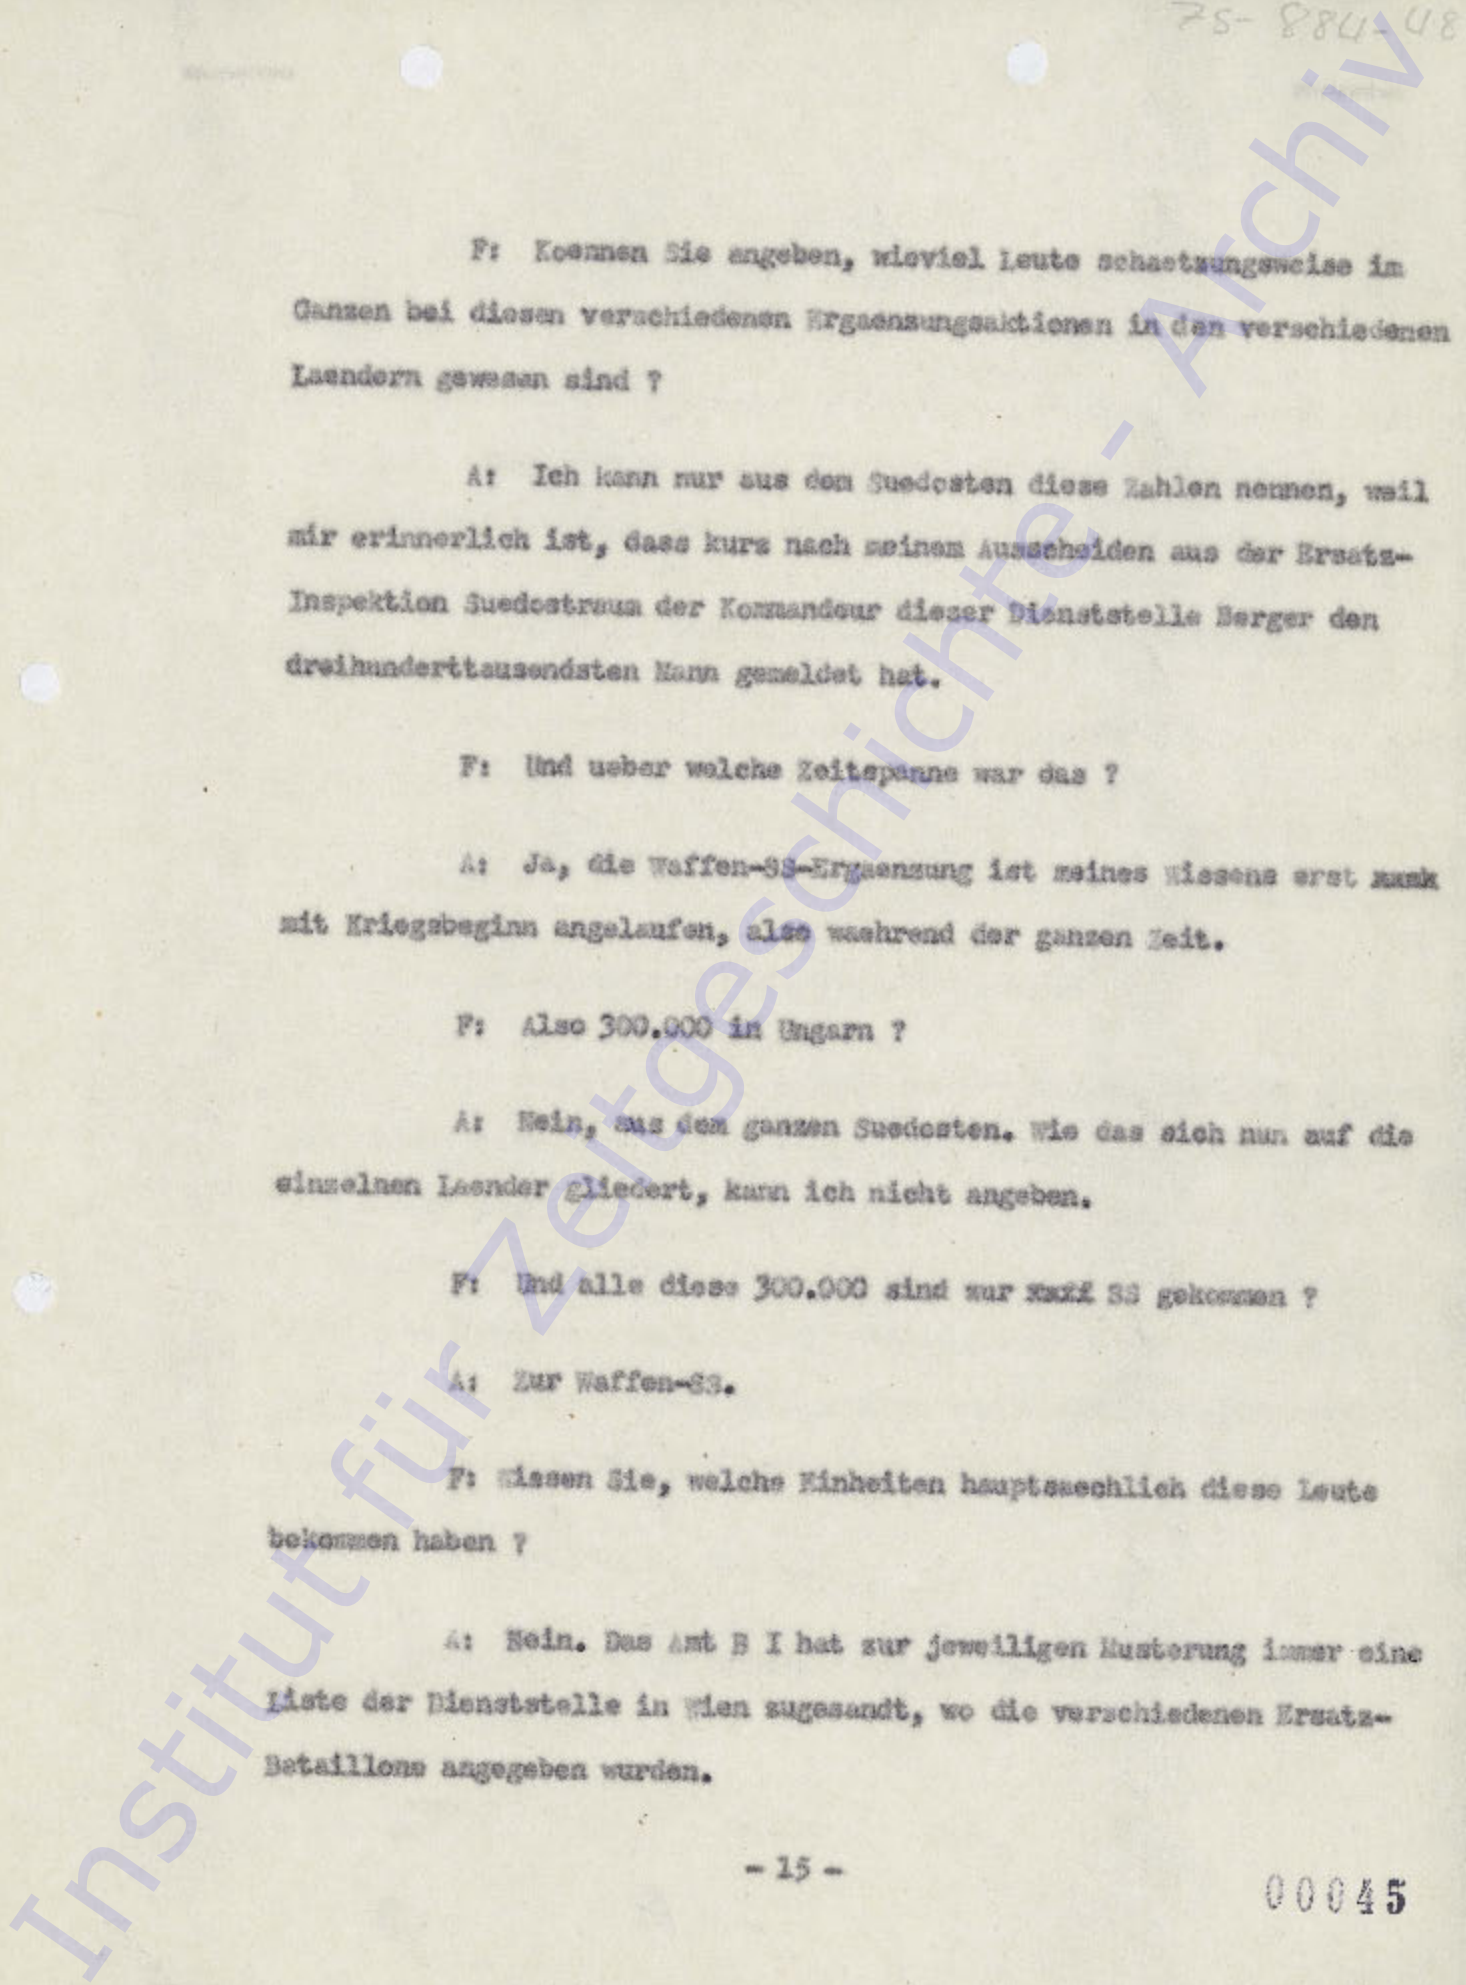 ZS-884-48
F: Koennen Sie angeben, wieviel Leute schaetzungsweise im
Ganzen bei diesen verschiedenen Ergaenzungsaktionen in den verschiedenen
Laendern gewesen sind ?
A: Ich kann nur aus dem Suedosten diese Zahlen nennen, weil
mir erinnerlich ist, dass kurz nach meinem Ausscheiden aus der Ersatz-
Inspektion Suedostraum der Kommandeur dieser Dienststelle Berger den
dreihunderttausendsten Mann gemeldet hat.
F: Und ueber welche Zeitspanne war das ?
A: Ja, die Waffen-SS-Ergaenzung ist meines Wissens erst
mit Kriegsbeginn angelaufen, also waehrend der ganzen Zeit.
F: Also 300.000 in Ungarn ?
A: Nein, aus dem ganzen Suedosten. Wie das sich nun auf die
einzelnen Laender gliedert, kann ich nicht angeben.
F: Und alle diese 300.000 sind zur SS gekommen ?
A: Zur Waffen-SS.
F: Wissen Sie, welche Einheiten hauptsaechlich diese Leute
bekommen haben ?
A: Nein. Das Amt B I hat zur jeweiligen Musterung immer eine
Liste der Dienststelle in Wien zugesandt, wo die verschiedenen Ersatz-
Bataillone angegeben wurden.
- 15 -
00045
Institut für Zeitgeschichte - Archiv